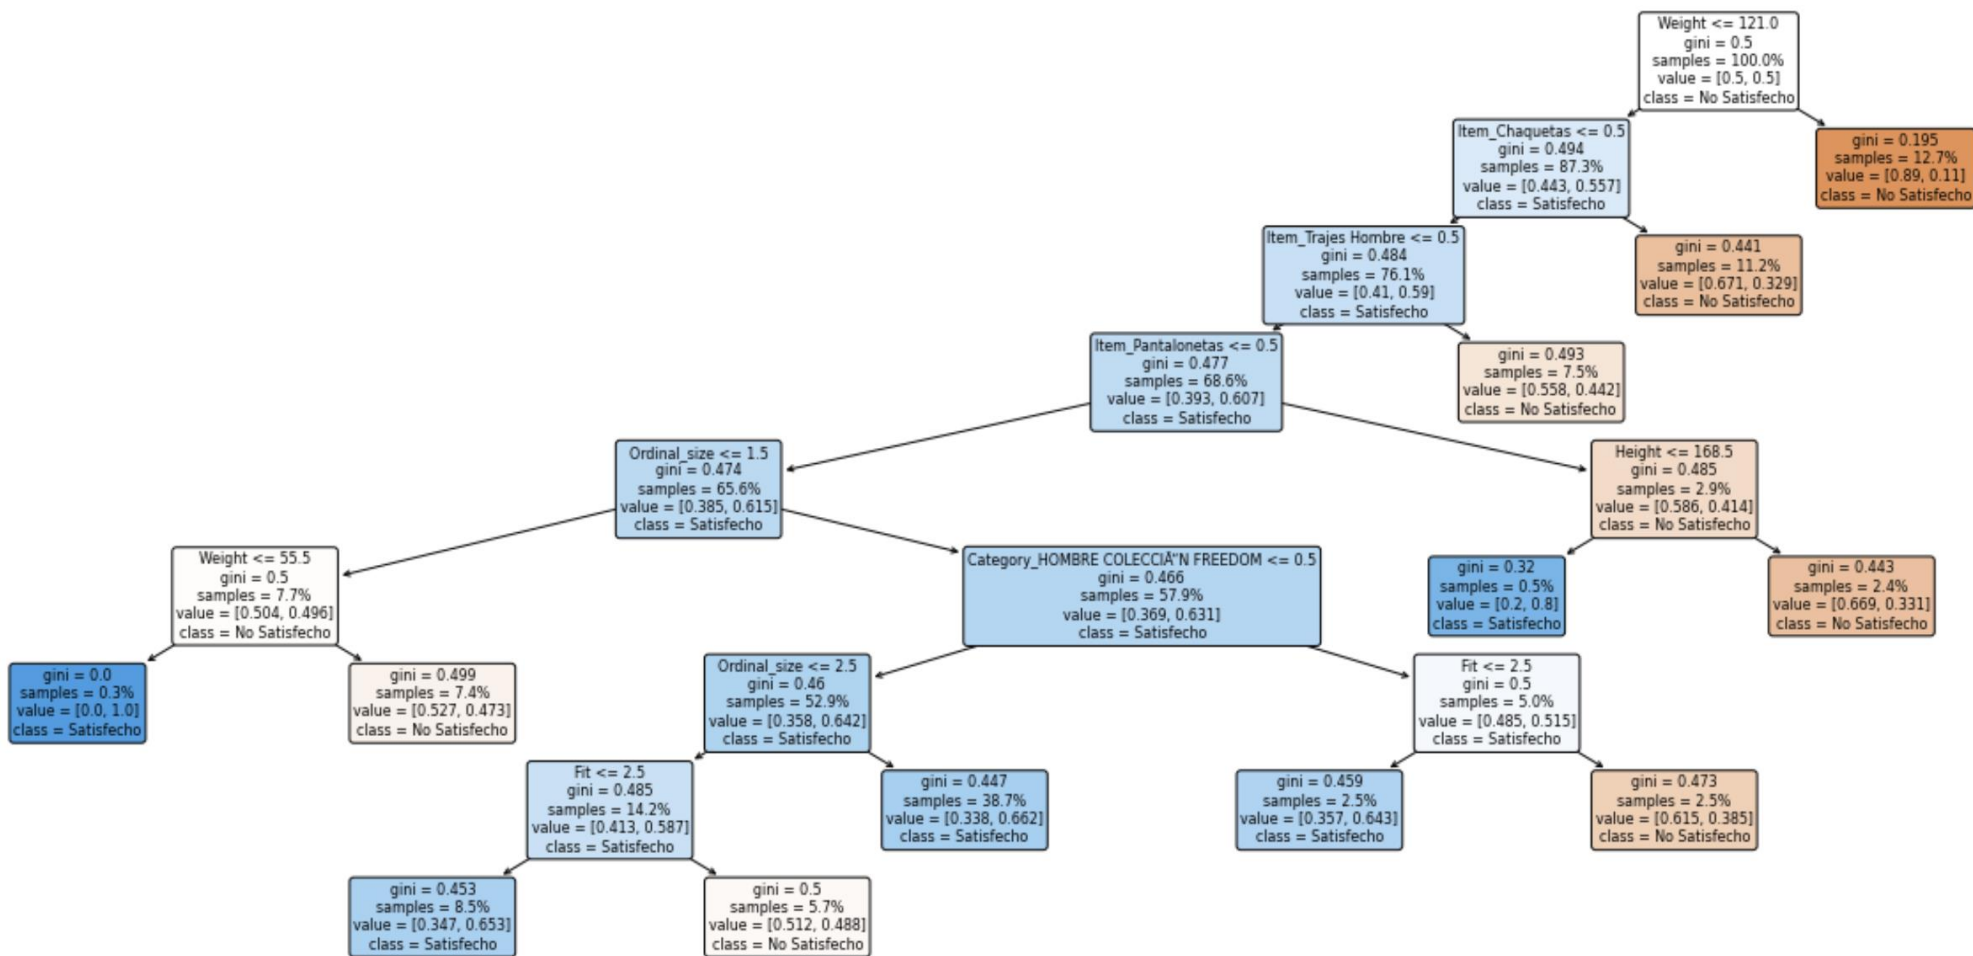 Weight <= 121.0
gini = 0.5
samples = 100.0%
value = [0.5, 0.5]
class = No Satisfecho
Item_Chaquetas <= 0.5
gini = 0.494
samples = 87.3%
value = [0.443, 0.557]
class = Satisfecho
gini = 0.195
samples = 12.7%
value = [0.89, 0.11]
class = No Satisfecho
Item_Trajes Hombre <= 0.5
gini = 0.484
samples = 76.1%
value = [0.41, 0.59]
class = Satisfecho
gini = 0.441
samples = 11.2%
value = [0.671, 0.329]
class = No Satisfecho
Item_Pantalonetas <= 0.5
gini = 0.477
samples = 68.6%
value = [0.393, 0.607]
class = Satisfecho
gini = 0.493
samples = 7.5%
value = [0.558, 0.442]
class = No Satisfecho
Ordinal_size <= 1.5
gini = 0.474
samples = 65.6%
value = [0.385, 0.615]
class = Satisfecho
Height <= 168.5
gini = 0.485
samples = 2.9%
value = [0.586, 0.414]
class = No Satisfecho
Weight <= 55.5
gini = 0.5
samples = 7.7%
value = [0.504, 0.496]
class = No Satisfecho
Category_HOMBRE COLECCIÃ“N FREEDOM <= 0.5
gini = 0.466
samples = 57.9%
value = [0.369, 0.631]
class = Satisfecho
gini = 0.32
samples = 0.5%
value = [0.2, 0.8]
class = Satisfecho
gini = 0.443
samples = 2.4%
value = [0.669, 0.331]
class = No Satisfecho
gini = 0.0
samples = 0.3%
value = [0.0, 1.0]
class = Satisfecho
gini = 0.499
samples = 7.4%
value = [0.527, 0.473]
class = No Satisfecho
Ordinal_size <= 2.5
gini = 0.46
samples = 52.9%
value = [0.358, 0.642]
class = Satisfecho
Fit <= 2.5
gini = 0.5
samples = 5.0%
value = [0.485, 0.515]
class = Satisfecho
Fit <= 2.5
gini = 0.485
samples = 14.2%
value = [0.413, 0.587]
class = Satisfecho
gini = 0.447
samples = 38.7%
value = [0.338, 0.662]
class = Satisfecho
gini = 0.459
samples = 2.5%
value = [0.357, 0.643]
class = Satisfecho
gini = 0.473
samples = 2.5%
value = [0.615, 0.385]
class = No Satisfecho
gini = 0.453
samples = 8.5%
value = [0.347, 0.653]
class = Satisfecho
gini = 0.5
samples = 5.7%
value = [0.512, 0.488]
class = No Satisfecho